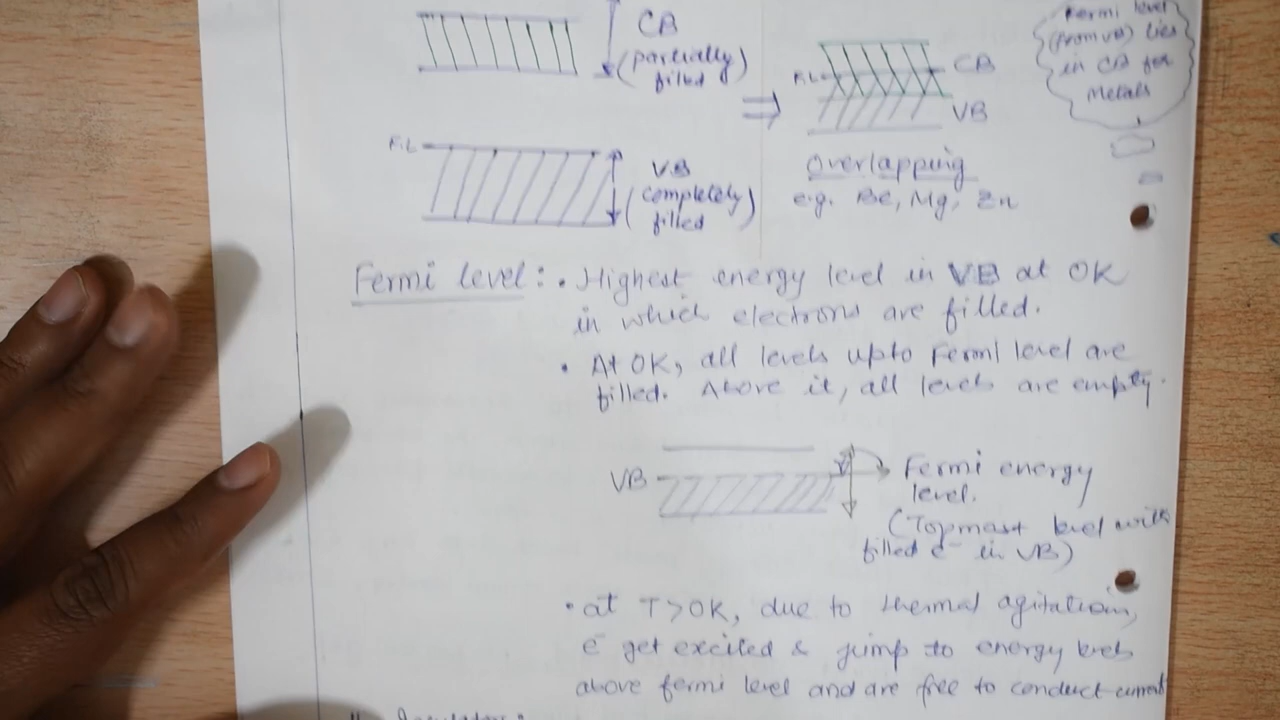 CB
(partially filled)
F.L
VB
(completely filled)
⇒
F.L
CB
VB
Overlapping
e.g. Be, Mg, Zn
Fermi level
(from VB) lies
in CB for
Metals
Fermi level: • Highest energy level in VB at 0K
in which electrons are filled.
• At 0K, all levels upto Fermi level are
filled. Above it, all levels are empty.
VB
Fermi energy
level.
(Topmost level with
filled e⁻ in VB)
• at T>0K, due to thermal agitation,
e⁻ get excited & jump to energy levels
above fermi level and are free to conduct current